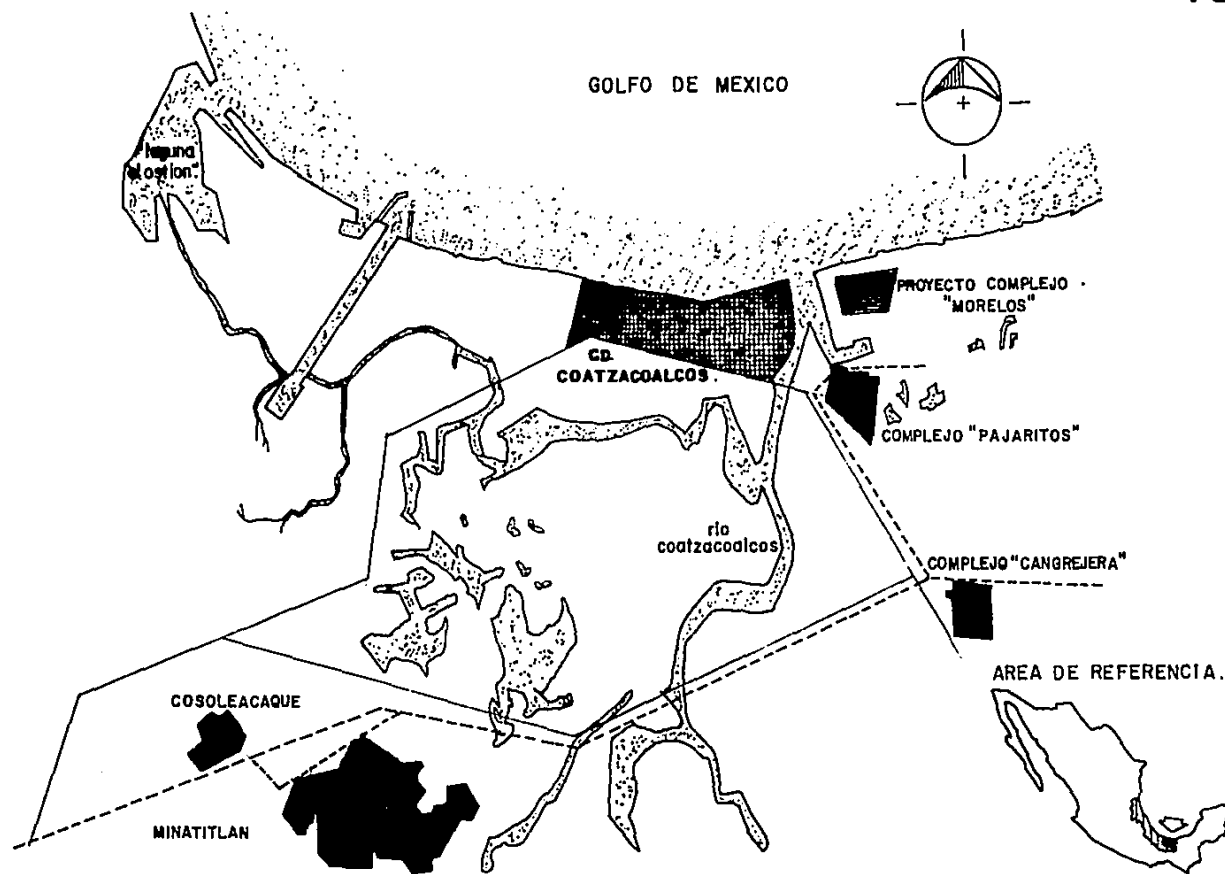 GOLFO DE MEXICO
laguna
"el ostion"
PROYECTO COMPLEJO
"MORELOS"
CD.
COATZACOALCOS.
COMPLEJO "PAJARITOS"
río
coatzacoalcos
COMPLEJO "CANGREJERA"
AREA DE REFERENCIA.
COSOLEACAQUE
MINATITLAN